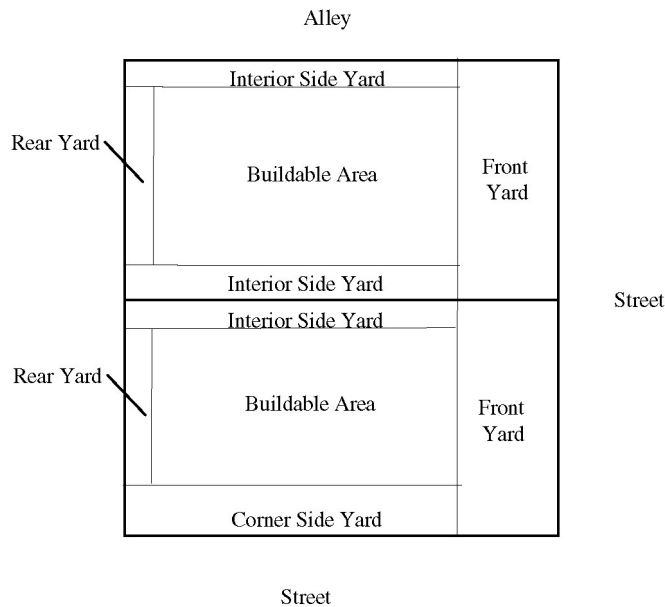 Alley
Interior Side Yard
Rear Yard
Buildable Area
Front
Yard
Interior Side Yard
Street
Interior Side Yard
Rear Yard
Buildable Area
Front
Yard
Corner Side Yard
Street